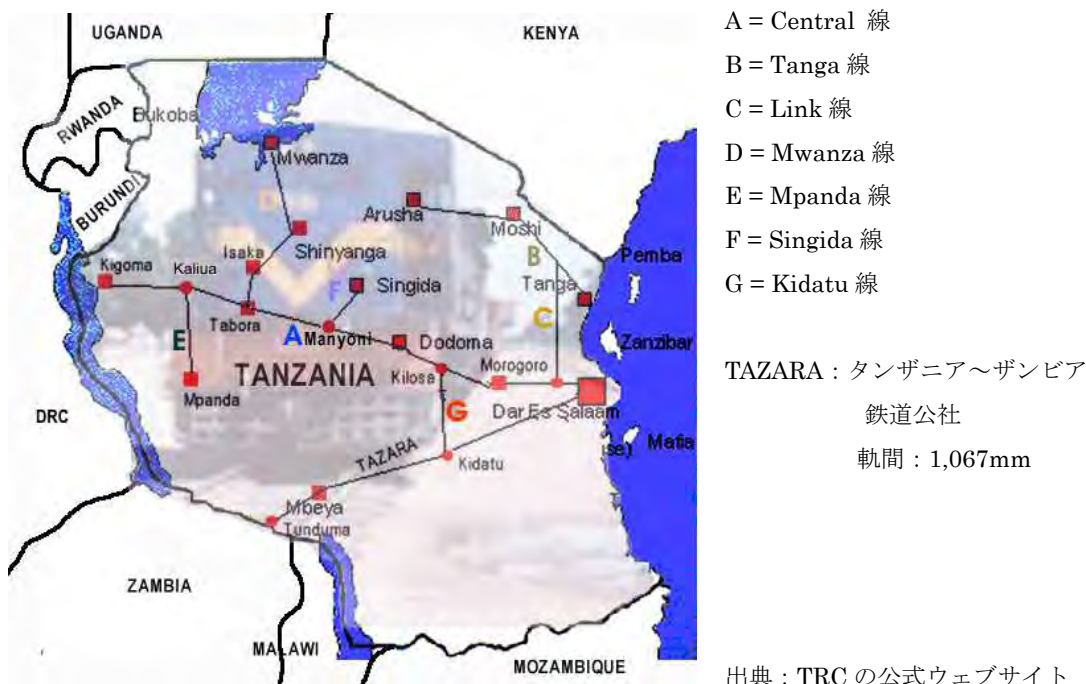 UGANDA
KENYA
RWANDA
Bukoba
BURUNDI
Mwanza
Arusha
Moshi
Isaka
Shinyanga
B
Pemba
Kigoma
Kaliua
F
Singida
Tanga
Tabora
C
E
A
Manyoni
Dodoma
Zanzibar
TANZANIA
Kilosa
Morogoro
Mpanda
G
Dar Es Salaam
DRC
Mafia
TAZARA
Kidatu
Mbeya
Tunduma
ZAMBIA
MALAWI
MOZAMBIQUE
A = Central 線
B = Tanga 線
C = Link 線
D = Mwanza 線
E = Mpanda 線
F = Singida 線
G = Kidatu 線
TAZARA:タンザニア~ザンビア
鉄道公社
軌間:1,067mm
出典:TRC の公式ウェブサイト